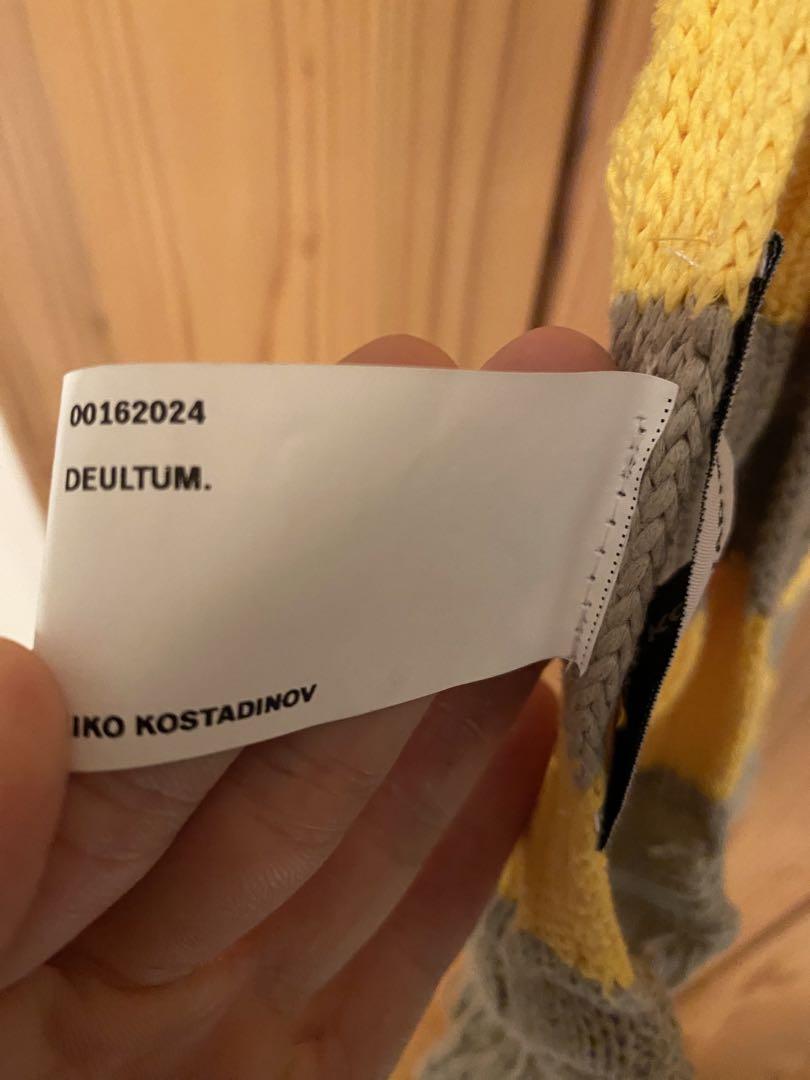 00162024
DEULTUM.
IKO KOSTADINOV